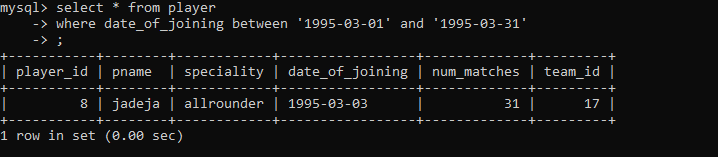 mysql> select * from player
    -> where date_of_joining between '1995-03-01' and '1995-03-31'
    -> ;
+-----------+--------+------------+-----------------+-------------+---------+
| player_id | pname  | speciality | date_of_joining | num_matches | team_id |
+-----------+--------+------------+-----------------+-------------+---------+
|         8 | jadeja | allrounder | 1995-03-03      |          31 |      17 |
+-----------+--------+------------+-----------------+-------------+---------+
1 row in set (0.00 sec)